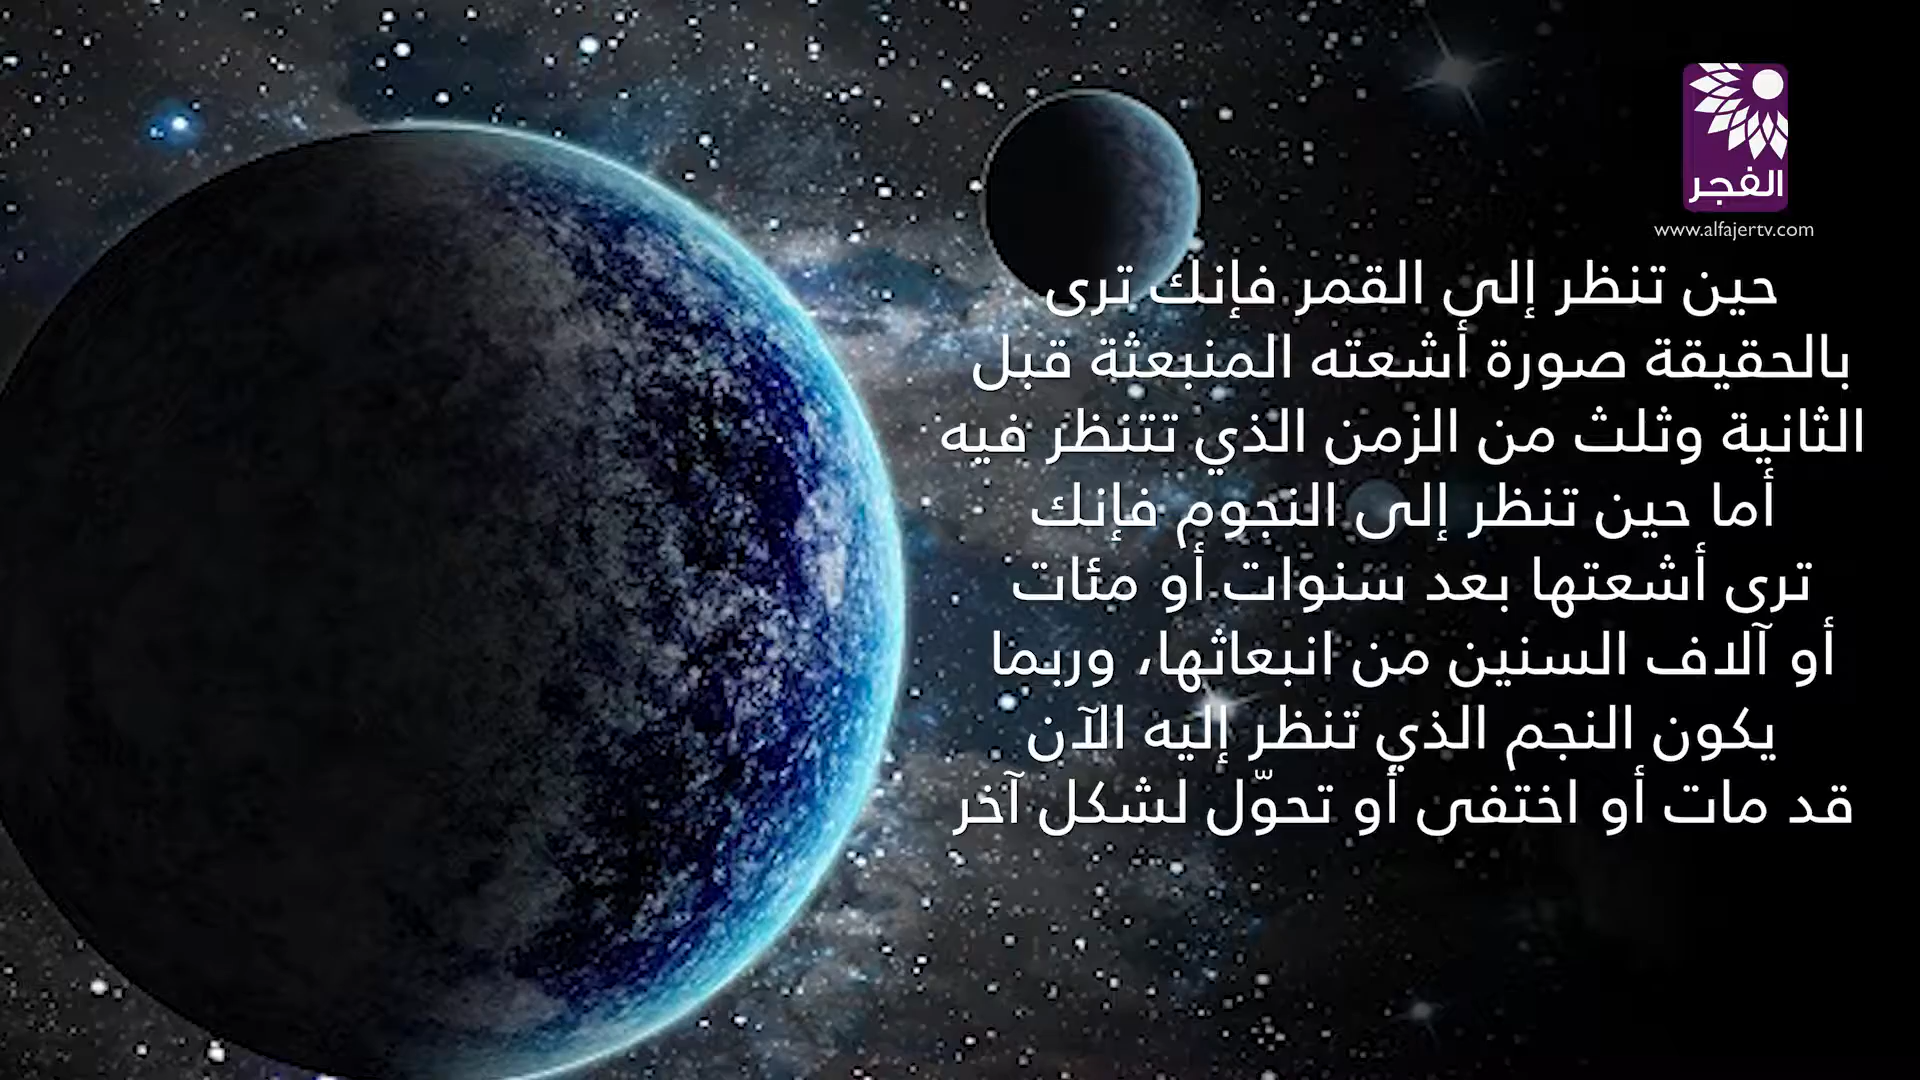 الفجر
www.alfajertv.com
حين تنظر إلى القمر فإنك ترى
بالحقيقة صورة أشعته المنبعثة قبل
الثانية وثلث من الزمن الذي تتنظر فيه
أما حين تنظر إلى النجوم فإنك
ترى أشعتها بعد سنوات أو مئات
أو آلاف السنين من انبعاثها، وربما
يكون النجم الذي تنظر إليه الآن
قد مات أو اختفى أو تحوّل لشكل آخر